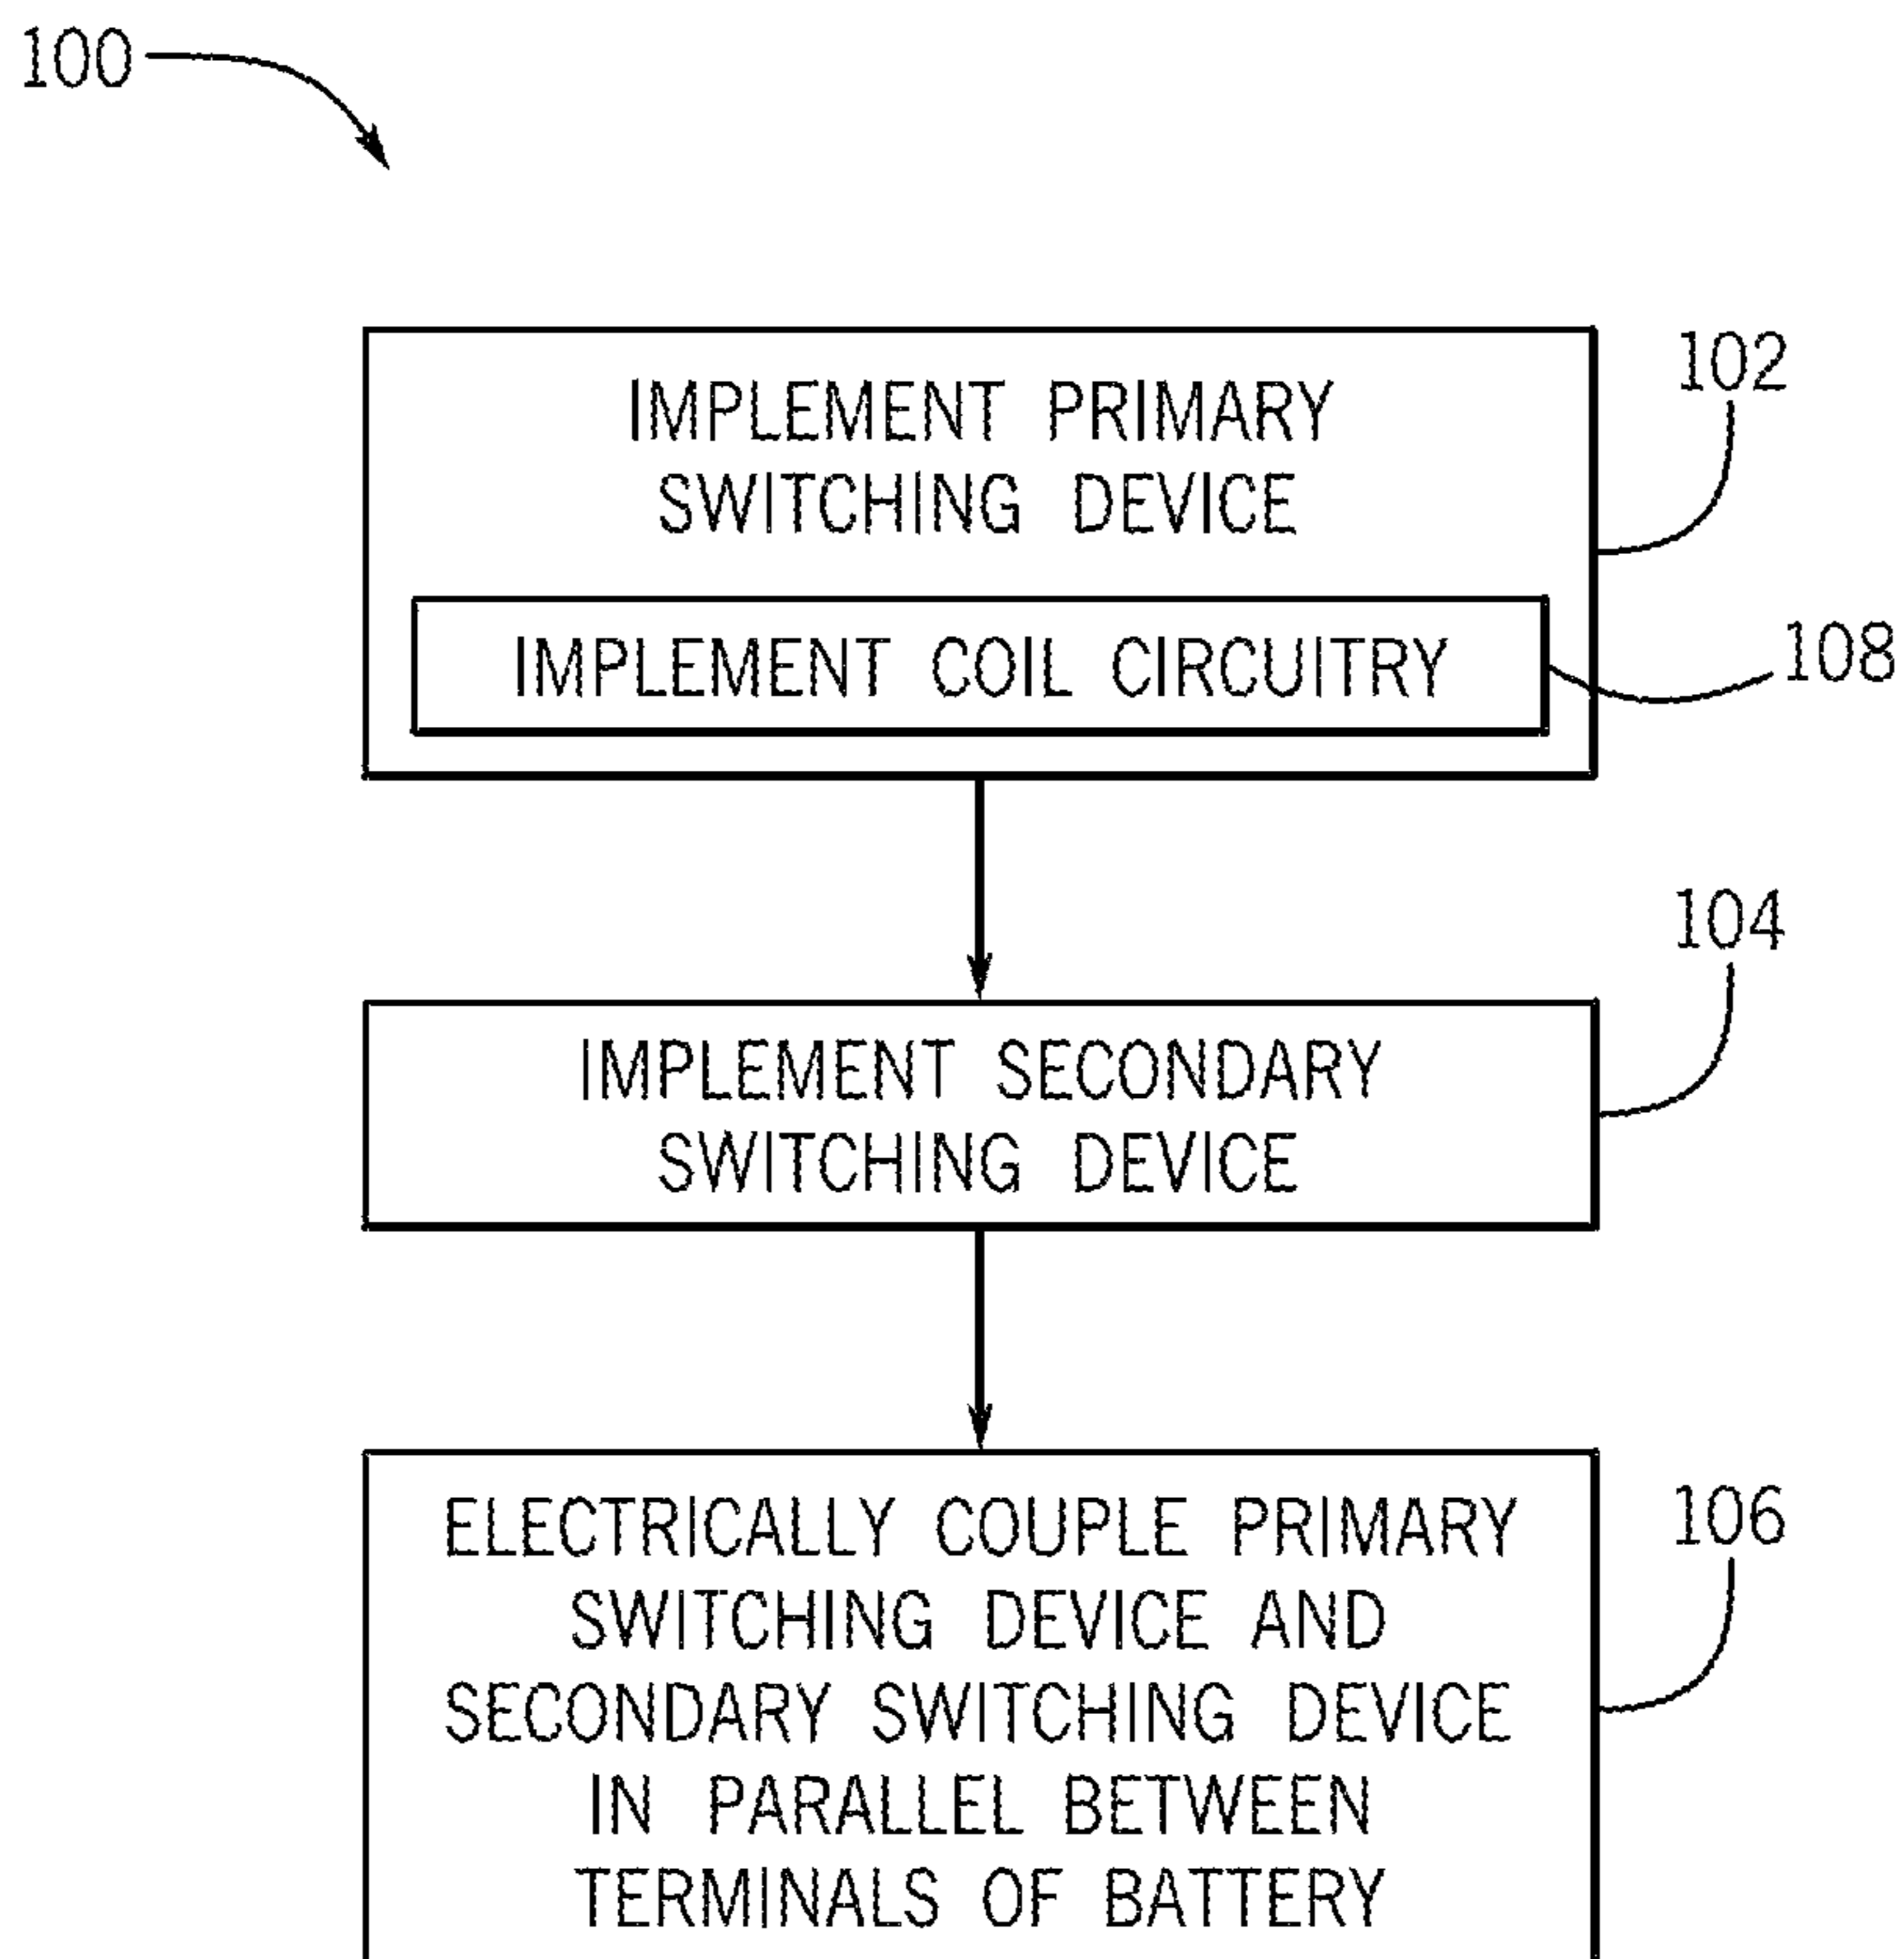 100
IMPLEMENT PRIMARY
SWITCHING DEVICE
102
IMPLEMENT COIL CIRCUITRY
108
IMPLEMENT SECONDARY
SWITCHING DEVICE
104
ELECTRICALLY COUPLE PRIMARY
SWITCHING DEVICE AND
SECONDARY SWITCHING DEVICE
IN PARALLEL BETWEEN
TERMINALS OF BATTERY
106